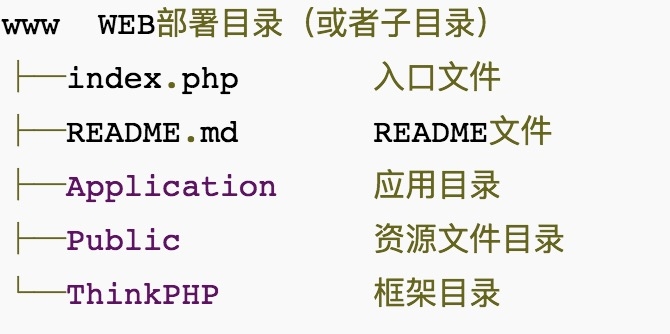 www  WEB部署目录（或者子目录）
├─index.php       入口文件
├─README.md       README文件
├─Application     应用目录
├─Public          资源文件目录
└─ThinkPHP        框架目录